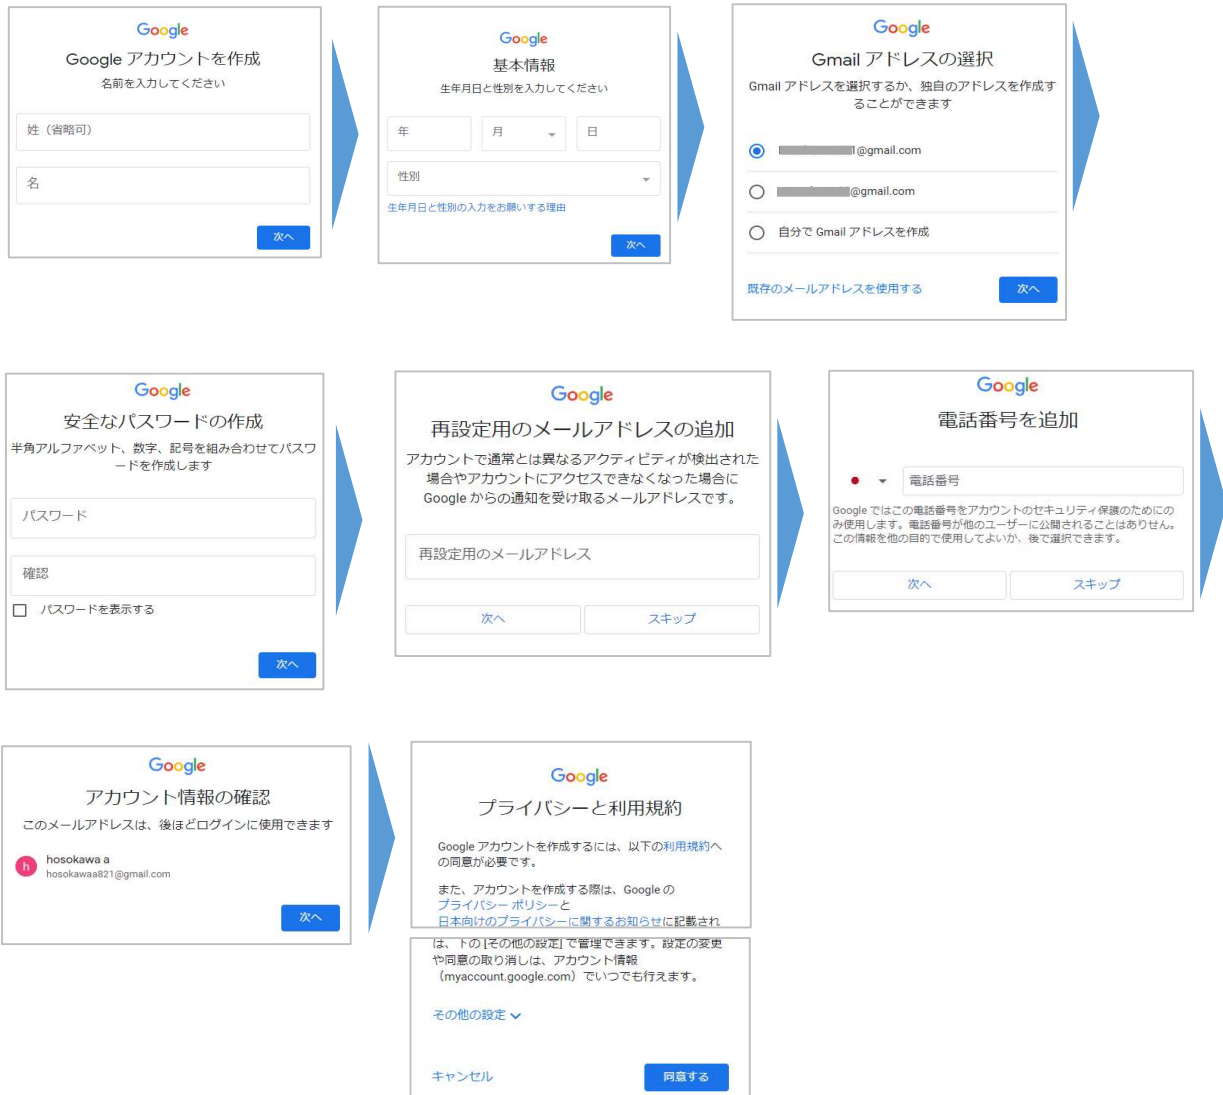 Google
Google アカウントを作成
名前を入力してください
姓（省略可）
名
次へ
Google
基本情報
生年月日と性別を入力してください
年
月
日
性別
生年月日と性別の入力をお願いする理由
次へ
Google
Gmail アドレスの選択
Gmail アドレスを選択するか、独自のアドレスを作成す
ることができます
1@gmail.com
@gmail.com
自分で Gmail アドレスを作成
既存のメールアドレスを使用する
次へ
Google
安全なパスワードの作成
半角アルファベット、数字、記号を組み合わせてパスワ
ードを作成します
パスワード
確認
パスワードを表示する
次へ
Google
再設定用のメールアドレスの追加
アカウントで通常とは異なるアクティビティが検出された
場合やアカウントにアクセスできなくなった場合に
Google からの通知を受け取るメールアドレスです。
再設定用のメールアドレス
次へ
スキップ
Google
電話番号を追加
電話番号
Google ではこの電話番号をアカウントのセキュリティ保護のためにの
み使用します。電話番号が他のユーザーに公開されることはありせん。
この情報を他の目的で使用してよいか、後で選択できます。
次へ
スキップ
Google
アカウント情報の確認
このメールアドレスは、後ほどログインに使用できます
h
hosokawa a
hosokawaa821@gmail.com
次へ
Google
プライバシーと利用規約
Google アカウントを作成するには、以下の利用規約へ
の同意が必要です。
また、アカウントを作成する際は、Google の
プライバシー ポリシーと
日本向けのプライバシーに関するお知らせに記載され
は、下の [その他の設定] で管理できます。設定の変更
や同意の取り消しは、アカウント情報
（myaccount.google.com）でいつでも行えます。
その他の設定
キャンセル
同意する